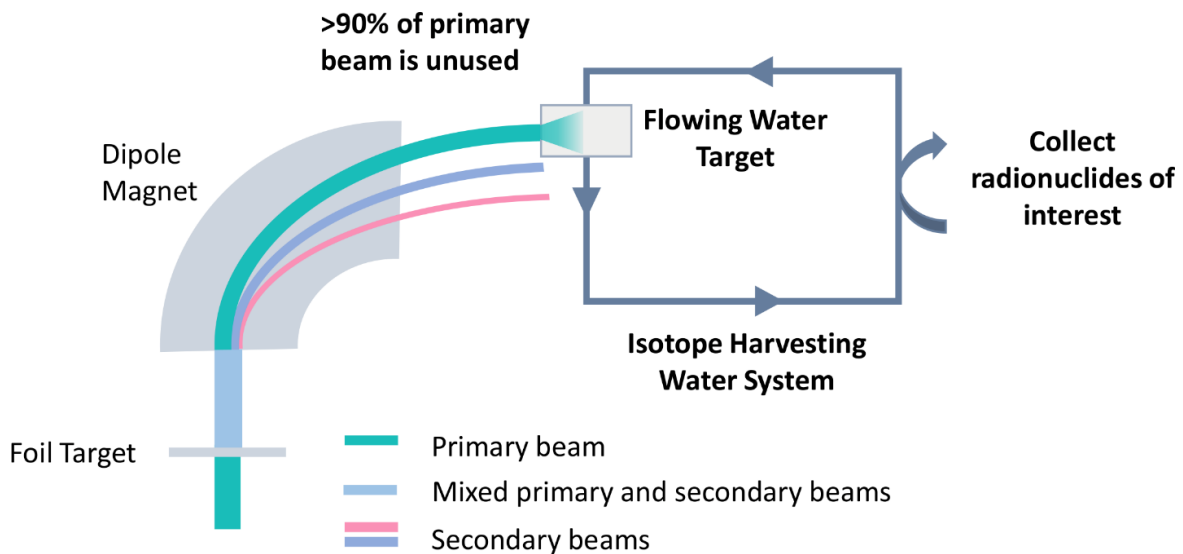 >90% of primary
beam is unused
Dipole
Magnet
Flowing Water
Target
Collect
radionuclides of
interest
Isotope Harvesting
Water System
Foil Target
Primary beam
Mixed primary and secondary beams
Secondary beams